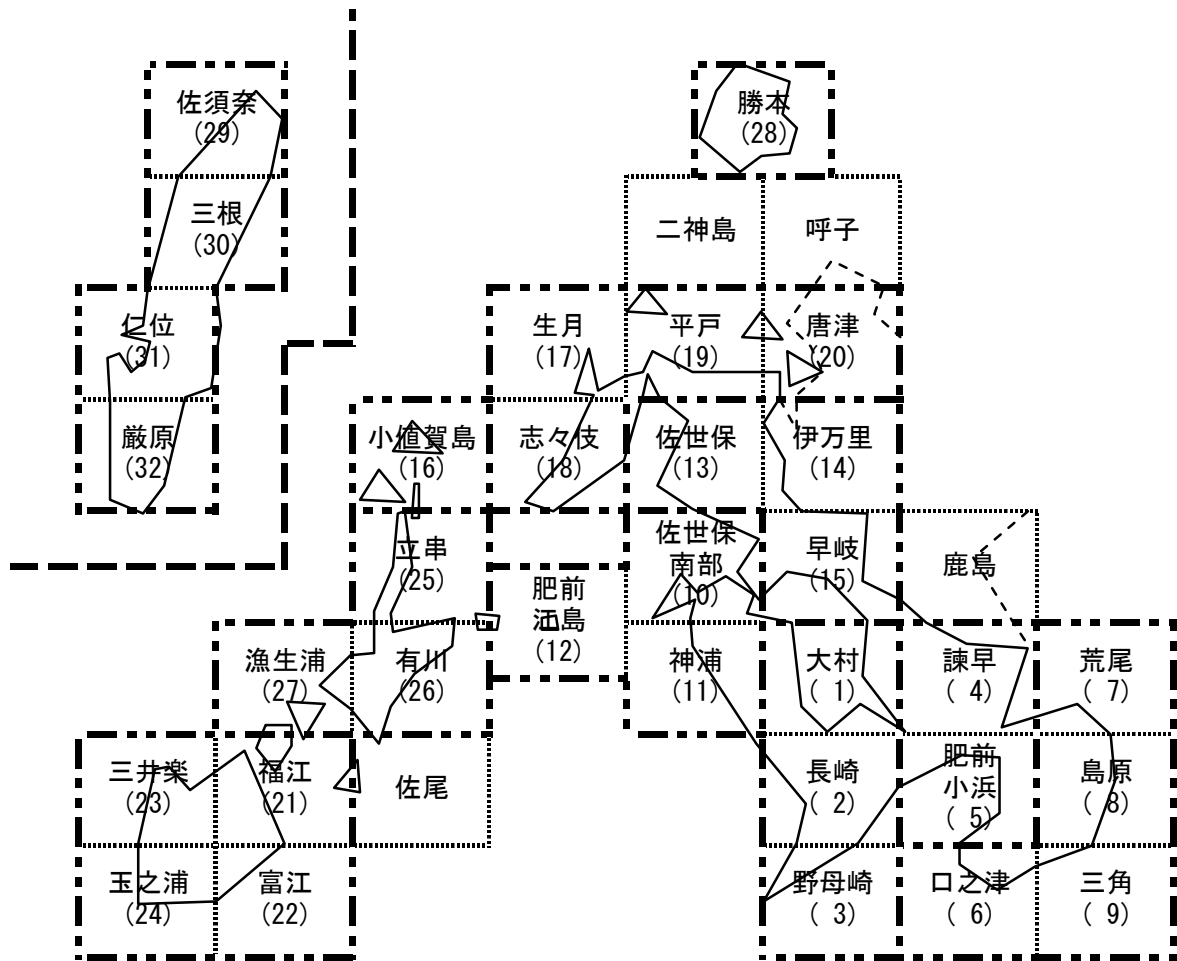 佐須奈
(29)
勝本
(28)
三根
(30)
二神島
呼子
仁位
(31)
生月
(17)
平戸
(19)
唐津
(20)
厳原
(32)
小値賀島
(16)
志々岐
(18)
佐世保
(13)
伊万里
(14)
立串
(25)
肥前
江島
(12)
佐世保
南部
(10)
早岐
(15)
鹿島
漁生浦
(27)
有川
(26)
神浦
(11)
大村
( 1)
諫早
( 4)
荒尾
( 7)
三井楽
(23)
福江
(21)
佐尾
長崎
( 2)
肥前
小浜
( 5)
島原
( 8)
玉之浦
(24)
富江
(22)
野母崎
( 3)
口之津
( 6)
三角
( 9)